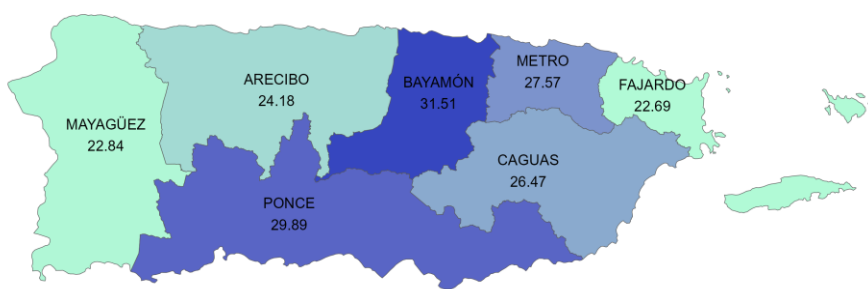 METRO
27.57
ARECIBO
24.18
BAYAMÓN
31.51
FAJARDO
22.69
MAYAGÜEZ
22.84
CAGUAS
26.47
PONCE
29.89